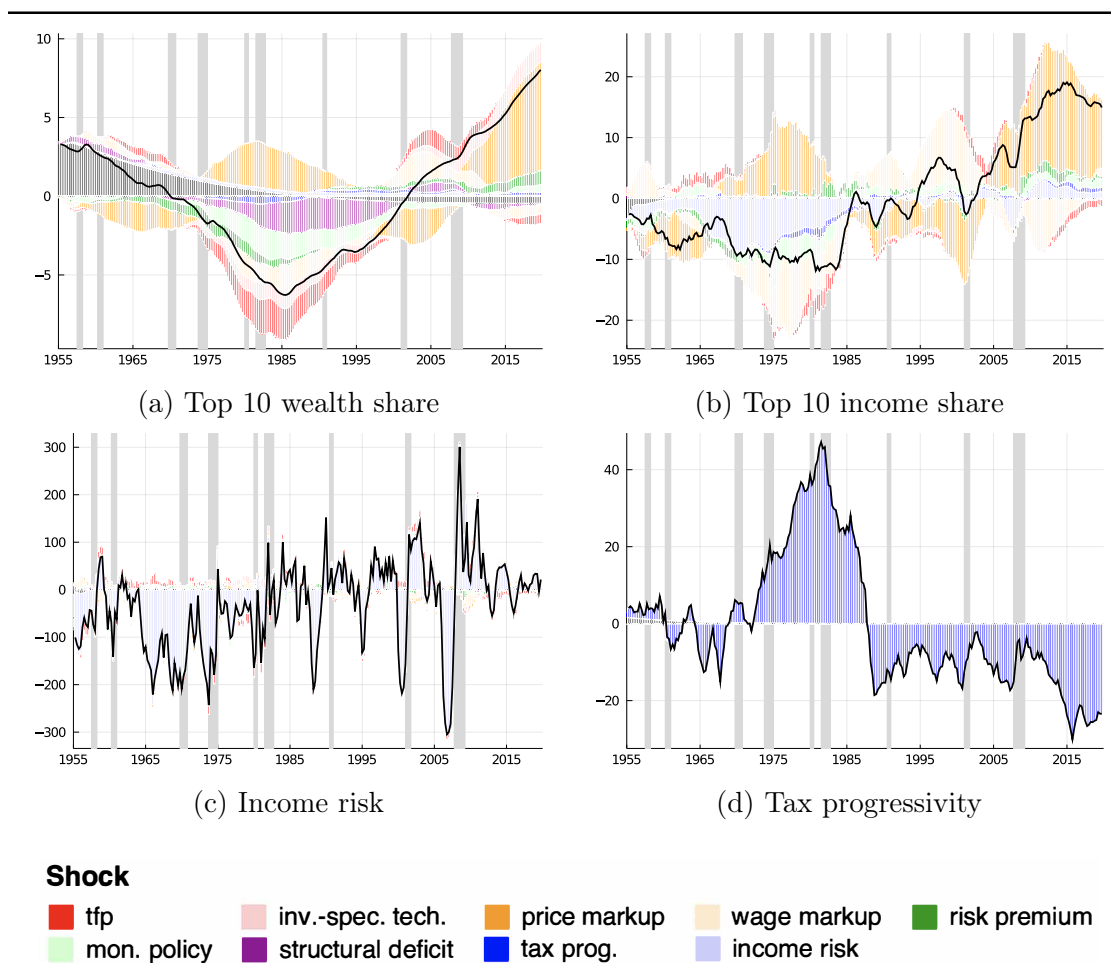 10
5
0
−5
1955 1965 1975 1985 1995 2005 2015
(a) Top 10 wealth share
20
10
0
−10
−20
1955 1965 1975 1985 1995 2005 2015
(b) Top 10 income share
300
200
100
0
−100
−200
−300
1955 1965 1975 1985 1995 2005 2015
(c) Income risk
40
20
0
−20
1955 1965 1975 1985 1995 2005 2015
(d) Tax progressivity
Shock
tfp inv.-spec. tech. price markup wage markup risk premium
mon. policy structural deficit tax prog. income risk